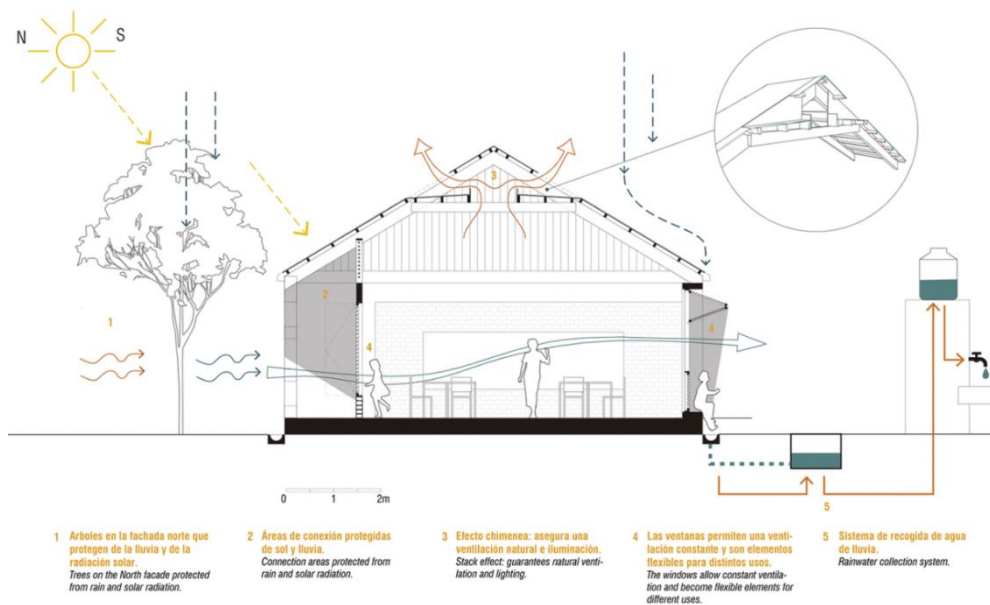 N
S
3
2
1
4
4
0
1
2m
5
1 Arboles en la fachada norte que
protegen de la lluvia y de la
radiación solar.
Trees on the North facade protected
from rain and solar radiation.
2 Áreas de conexión protegidas
de sol y lluvia.
Connection areas protected from
rain and solar radiation.
3 Efecto chimenea: asegura una
ventilación natural e iluminación.
Stack effect: guarantees natural venti-
lation and lighting.
4 Las ventanas permiten una venti-
lación constante y son elementos
flexibles para distintos usos.
The windows allow constant ventila-
tion and become flexible elements for
different uses.
5 Sistema de recogida de agua
de lluvia.
Rainwater collection system.